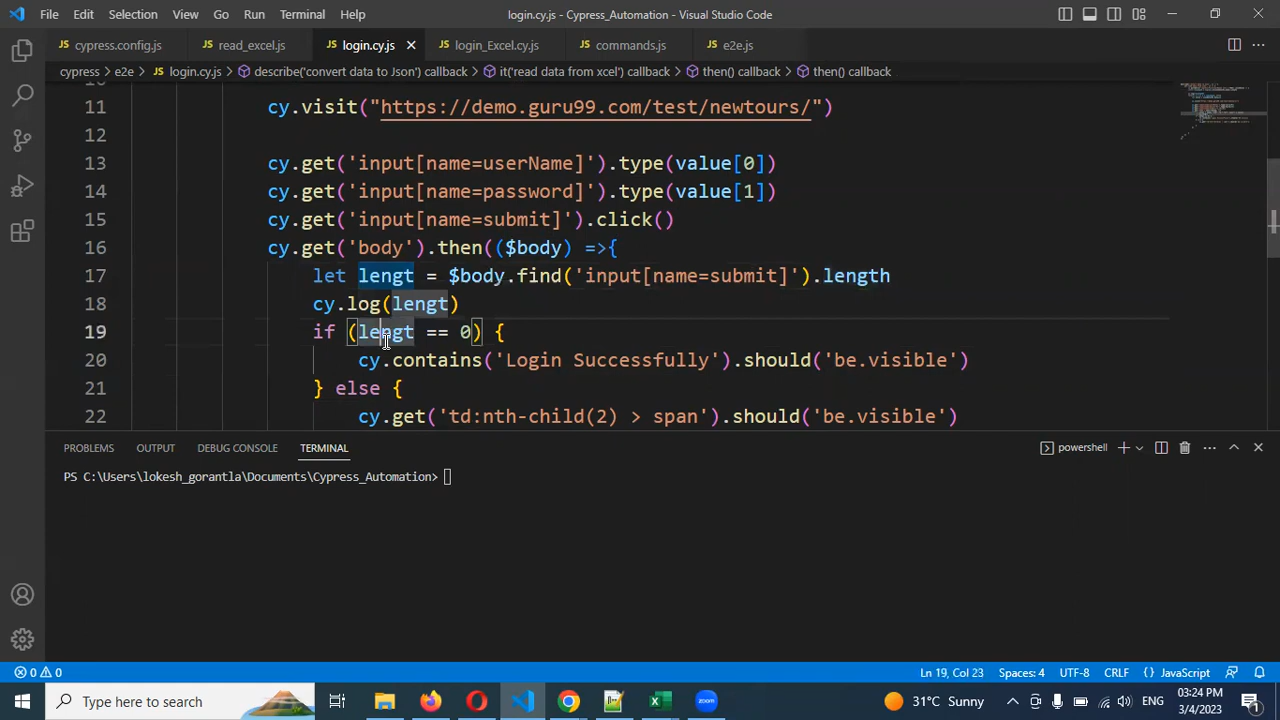 File Edit Selection View Go Run Terminal Help login.cy.js - Cypress_Automation - Visual Studio Code
cypress.config.js read_excel.js login.cy.js login_Excel.cy.js commands.js e2e.js
cypress > e2e > login.cy.js > describe('convert data to Json') callback > it('read data from xcel') callback > then() callback > then() callback
11 cy.visit("https://demo.guru99.com/test/newtours/")
12
13 cy.get('input[name=userName]').type(value[0])
14 cy.get('input[name=password]').type(value[1])
15 cy.get('input[name=submit]').click()
16 cy.get('body').then(($body) =>{
17 let lengt = $body.find('input[name=submit]').length
18 cy.log(lengt)
19 if (lengt == 0) {
20 cy.contains('Login Successfully').should('be.visible')
21 } else {
22 cy.get('td:nth-child(2) > span').should('be.visible')
PROBLEMS OUTPUT DEBUG CONSOLE TERMINAL powershell
PS C:\Users\lokesh_gorantla\Documents\Cypress_Automation>
0 0 Ln 19, Col 23 Spaces: 4 UTF-8 CRLF { } JavaScript
Type here to search zoom 31°C Sunny ENG 03:24 PM
3/4/2023 1